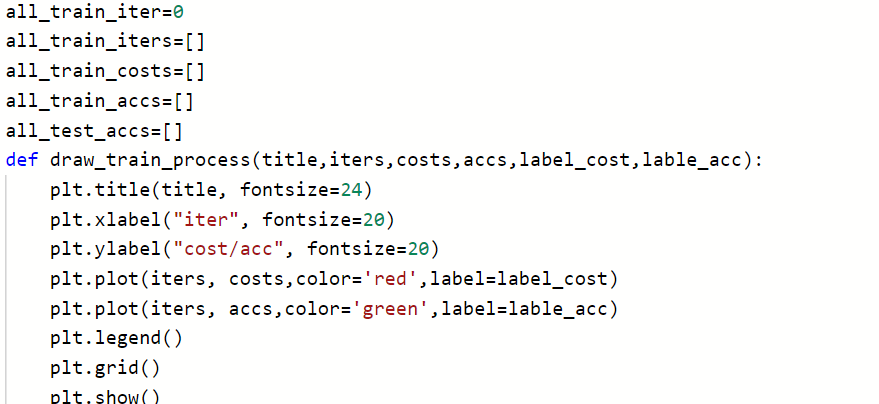 all_train_iter=0
all_train_iters=[]
all_train_costs=[]
all_train_accs=[]
all_test_accs=[]
def draw_train_process(title,iters,costs,accs,label_cost,lable_acc):
    plt.title(title, fontsize=24)
    plt.xlabel("iter", fontsize=20)
    plt.ylabel("cost/acc", fontsize=20)
    plt.plot(iters, costs,color='red',label=label_cost)
    plt.plot(iters, accs,color='green',label=lable_acc)
    plt.legend()
    plt.grid()
    plt.show()